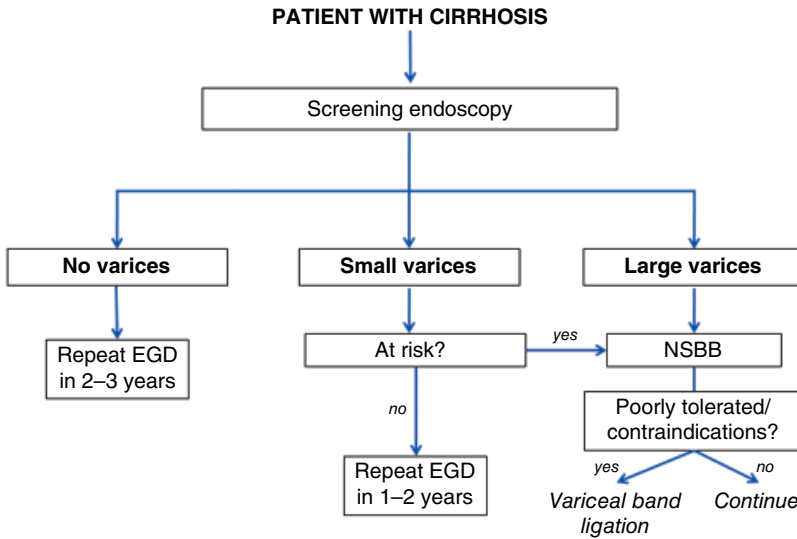 PATIENT WITH CIRRHOSIS
Screening endoscopy
No varices
Small varices
Large varices
Repeat EGD
in 2–3 years
At risk?
yes
NSBB
no
Poorly tolerated/
contraindications?
Repeat EGD
in 1–2 years
yes
no
Variceal band
ligation
Continue